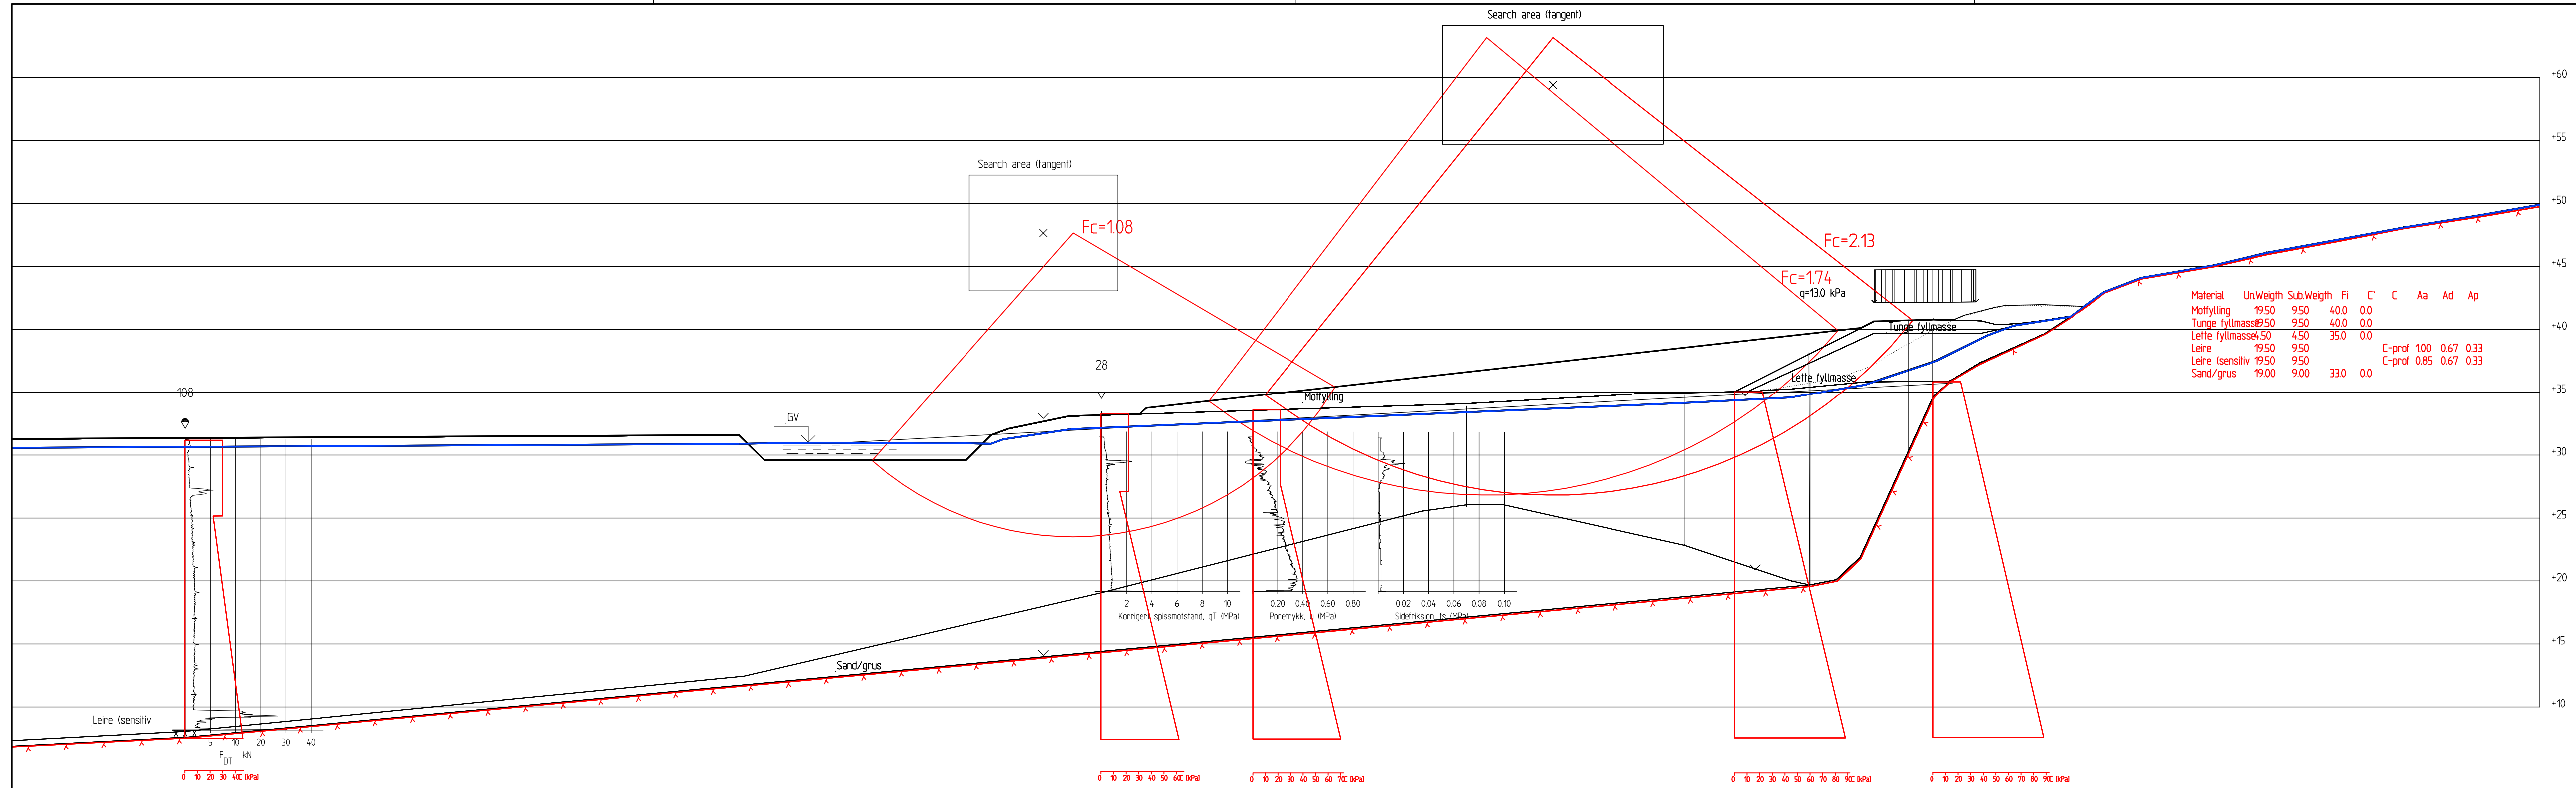 Search area (tangent)
+60
+55
Search area (tangent)
+50
Fc=1.08
Fc=2.13
+45
Fc=1.74
q=13.0 kPa
Material Un.Weigth Sub.Weigth Fi C' C Aa Ad Ap
Motfylling 19.50 9.50 40.0 0.0
Tunge fyllmasse 19.50 9.50 40.0 0.0
Lette fyllmasse 4.50 4.50 35.0 0.0
Leire 19.50 9.50 C-prof 1.00 0.67 0.33
Leire (sensitiv 19.50 9.50 C-prof 0.85 0.67 0.33
Sand/grus 19.00 9.00 33.0 0.0
+40
Tunge fyllmasse
28
Lette fyllmasse
+35
108
Motfylling
GV
+30
+25
+20
2 4 6 8 10
0.20 0.40 0.60 0.80
0.02 0.04 0.06 0.08 0.10
Korrigert spissmotstand, qT (MPa)
Poretrykk, u (MPa)
Sidefriksjon, fs (MPa)
+15
Sand/grus
+10
Leire (sensitiv
5 10 20 30 40
FDT kN
0 10 20 30 40 C (kPa)
0 10 20 30 40 50 60 C (kPa)
0 10 20 30 40 50 60 70 C (kPa)
0 10 20 30 40 50 60 70 80 90 C (kPa)
0 10 20 30 40 50 60 70 80 90 C (kPa)